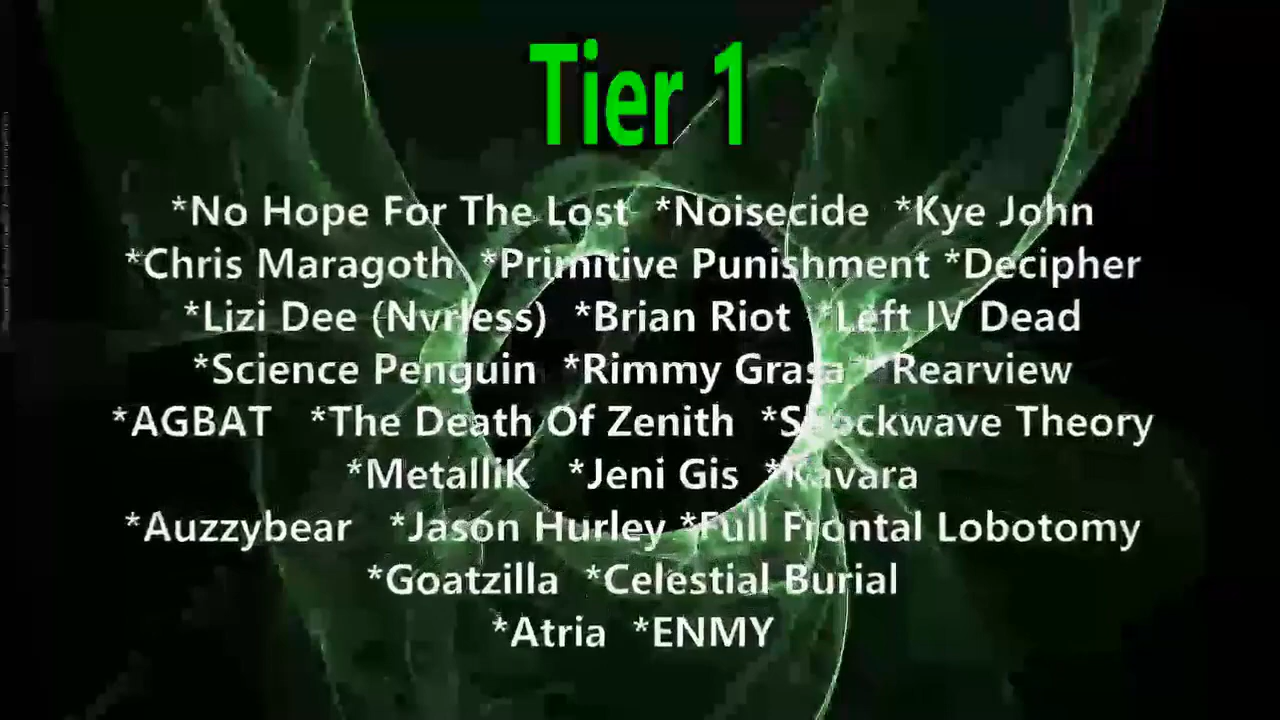 Tier 1
*No Hope For The Lost *Noisecide *Kye John
*Chris Maragoth *Primitive Punishment *Decipher
*Lizi Dee (Nvrless) *Brian Riot *Left IV Dead
*Science Penguin *Rimmy Grasa *Rearview
*AGBAT *The Death Of Zenith *Shockwave Theory
*MetalliK *Jeni Gis *Kavara
*Auzzybear *Jason Hurley *Full Frontal Lobotomy
*Goatzilla *Celestial Burial
*Atria *ENMY